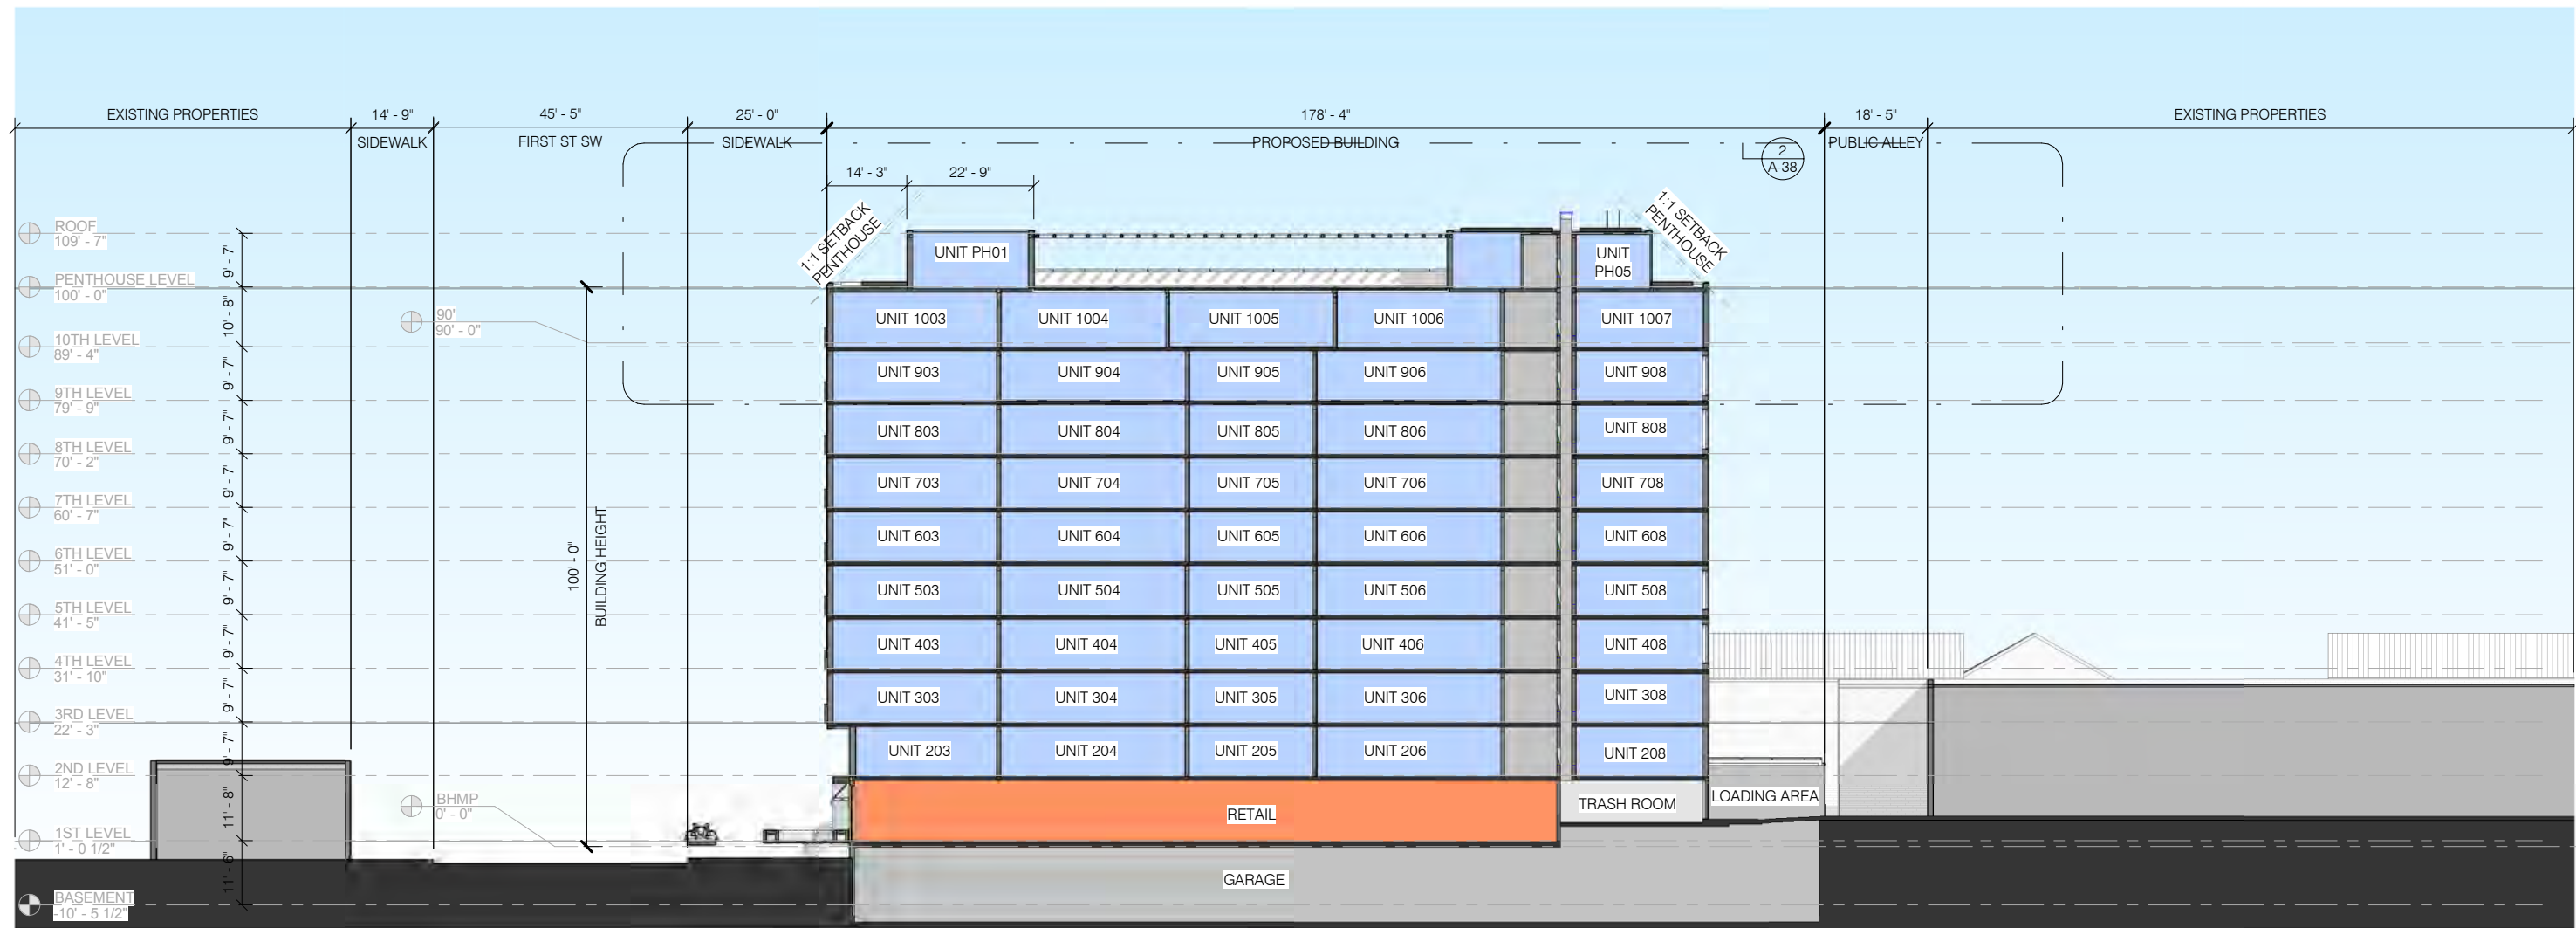 EXISTING PROPERTIES
14' - 9"
45' - 5"
25' - 0"
178' - 4"
18' - 5"
EXISTING PROPERTIES
SIDEWALK
FIRST ST SW
SIDEWALK
PROPOSED BUILDING
PUBLIC ALLEY
2
A-38
14' - 3"
22' - 9"
1:1 SETBACK
PENTHOUSE
1:1 SETBACK
PENTHOUSE
ROOF
109' - 7"
9' - 7"
UNIT PH01
UNIT
PH05
PENTHOUSE LEVEL
100' - 0"
10' - 8"
90'
90' - 0"
UNIT 1003
UNIT 1004
UNIT 1005
UNIT 1006
UNIT 1007
10TH LEVEL
89' - 4"
9' - 7"
UNIT 903
UNIT 904
UNIT 905
UNIT 906
UNIT 908
9TH LEVEL
79' - 9"
9' - 7"
UNIT 803
UNIT 804
UNIT 805
UNIT 806
UNIT 808
8TH LEVEL
70' - 2"
9' - 7"
UNIT 703
UNIT 704
UNIT 705
UNIT 706
UNIT 708
7TH LEVEL
60' - 7"
9' - 7"
UNIT 603
UNIT 604
UNIT 605
UNIT 606
UNIT 608
6TH LEVEL
51' - 0"
9' - 7"
100' - 0"
BUILDING HEIGHT
UNIT 503
UNIT 504
UNIT 505
UNIT 506
UNIT 508
5TH LEVEL
41' - 5"
9' - 7"
UNIT 403
UNIT 404
UNIT 405
UNIT 406
UNIT 408
4TH LEVEL
31' - 10"
9' - 7"
UNIT 303
UNIT 304
UNIT 305
UNIT 306
UNIT 308
3RD LEVEL
22' - 3"
9' - 7"
UNIT 203
UNIT 204
UNIT 205
UNIT 206
UNIT 208
2ND LEVEL
12' - 8"
11' - 8"
BHMP
0' - 0"
RETAIL
TRASH ROOM
LOADING AREA
1ST LEVEL
1' - 0 1/2"
11' - 6"
GARAGE
BASEMENT
-10' - 5 1/2"